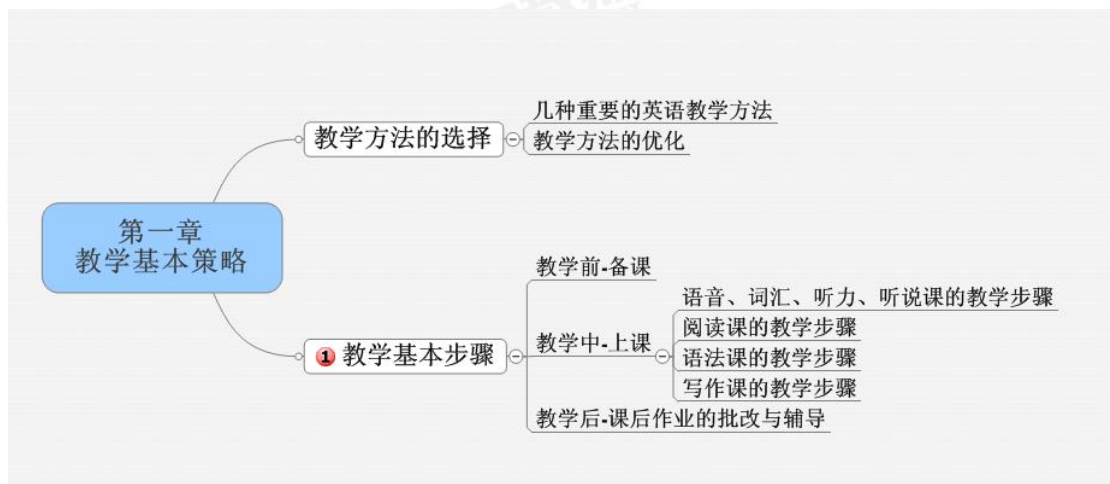 几种重要的英语教学方法
教学方法的选择
教学方法的优化
第一章
教学基本策略
教学前-备课
语音、词汇、听力、听说课的教学步骤
阅读课的教学步骤
教学中-上课
1 教学基本步骤
语法课的教学步骤
写作课的教学步骤
教学后-课后作业的批改与辅导